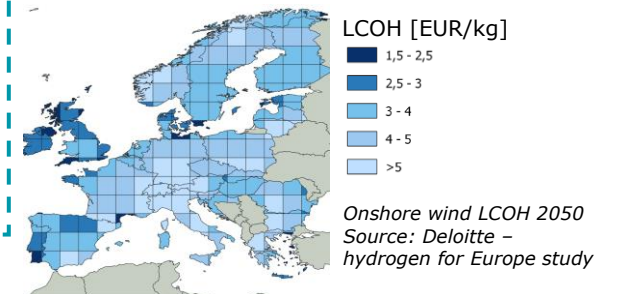 LCOH [EUR/kg]
1,5 - 2,5
2,5 - 3
3 - 4
4 - 5
>5
Onshore wind LCOH 2050
Source: Deloitte –
hydrogen for Europe study